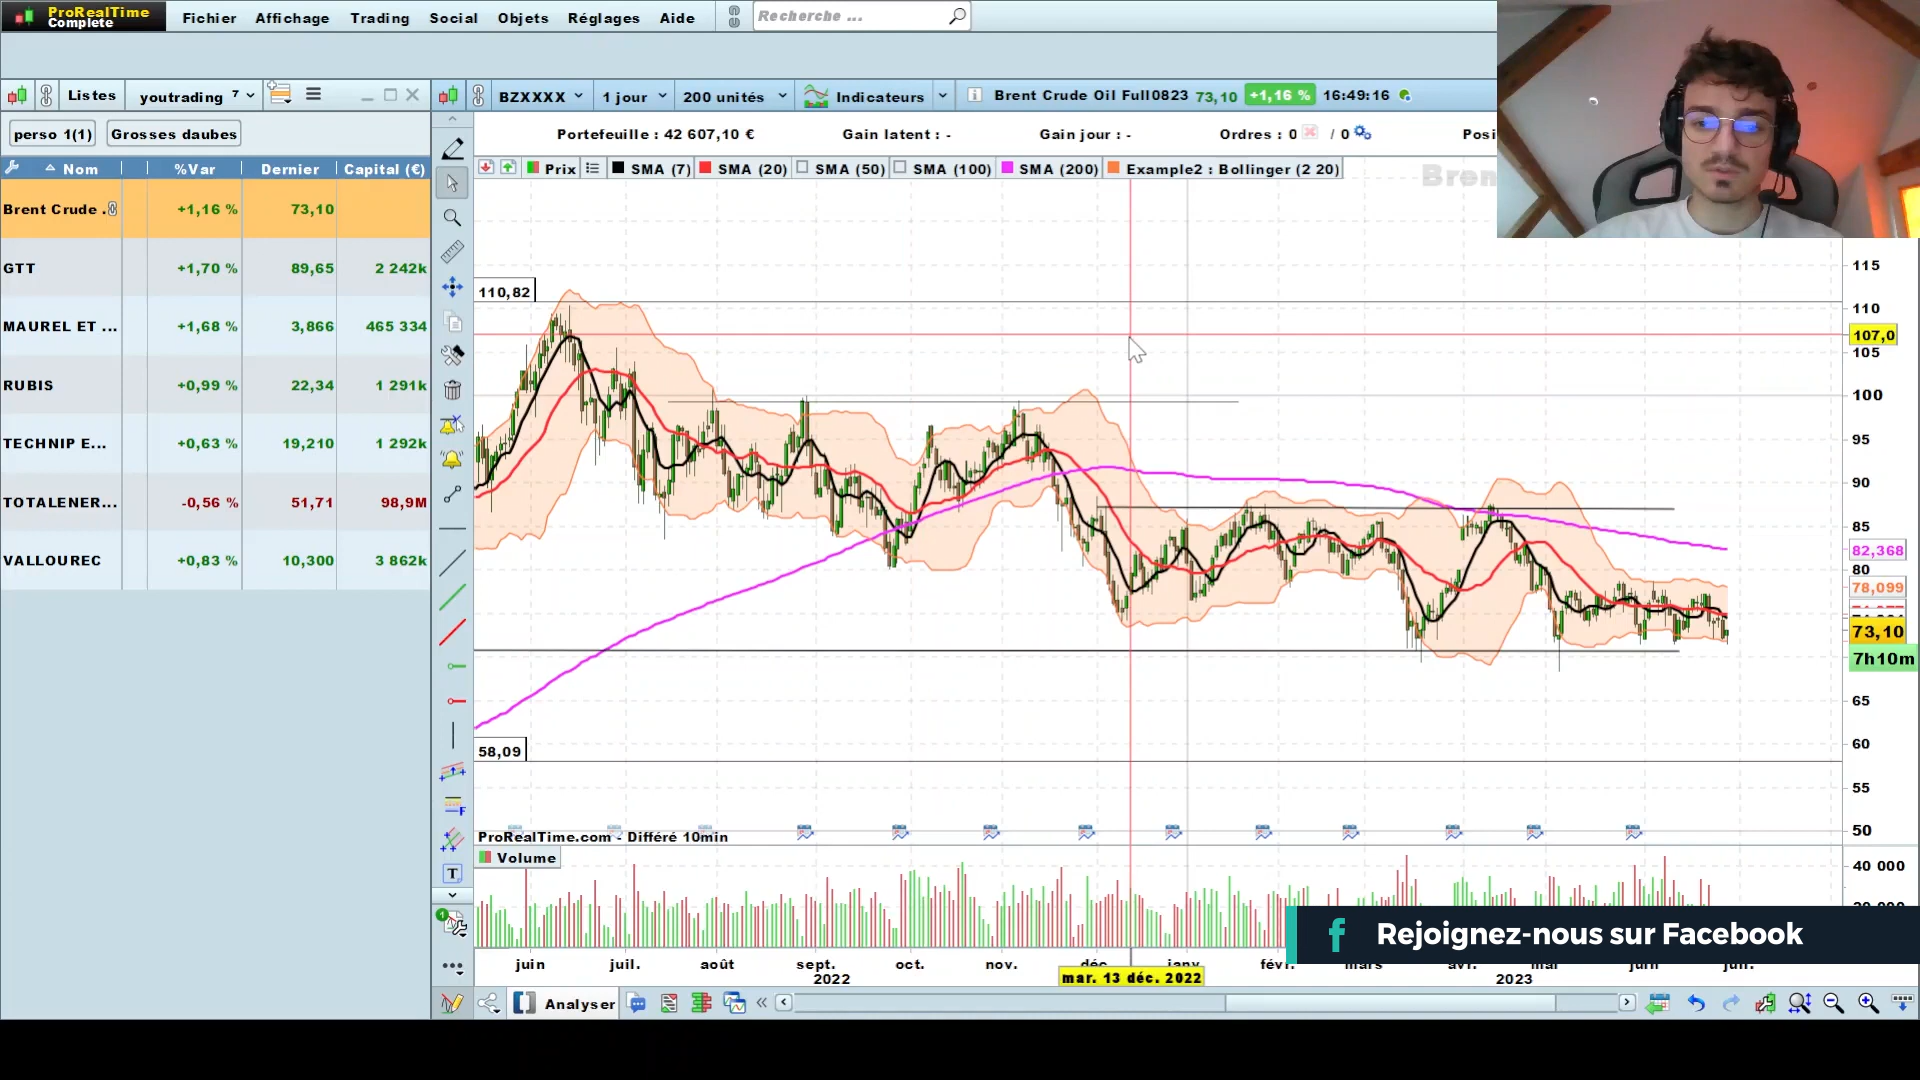 ProRealTime
Complete
Fichier Affichage Trading Social Objets Réglages Aide
Recherche ...
Listes youtrading 7
BZXXXX 1 jour 200 unités Indicateurs Brent Crude Oil Full0823 73,10 +1,16 % 16:49:16
perso 1(1) Grosses daubes
Portefeuille : 42 607,10 € Gain latent : - Gain jour : - Ordres : 0 / 0 Posi
Nom %Var Dernier Capital (€)
Prix SMA (7) SMA (20) SMA (50) SMA (100) SMA (200) Example2 : Bollinger (2 20)
Bren
Brent Crude . +1,16 % 73,10
GTT +1,70 % 89,65 2 242k
MAUREL ET ... +1,68 % 3,866 465 334
RUBIS +0,99 % 22,34 1 291k
TECHNIP E... +0,63 % 19,210 1 292k
TOTALENER... -0,56 % 51,71 98,9M
VALLOUREC +0,83 % 10,300 3 862k
110,82
58,09
115
110
107,0
105
100
95
90
85
82,368
80
78,099
73,10
7h10m
65
60
55
50
ProRealTime.com - Différé 10min
Volume
40 000
f Rejoignez-nous sur Facebook
juin juil. août sept. oct. nov. déc. janv. févr. mars avr. mai juin juil.
2022 mar. 13 déc. 2022 2023
T
F
1
Analyser